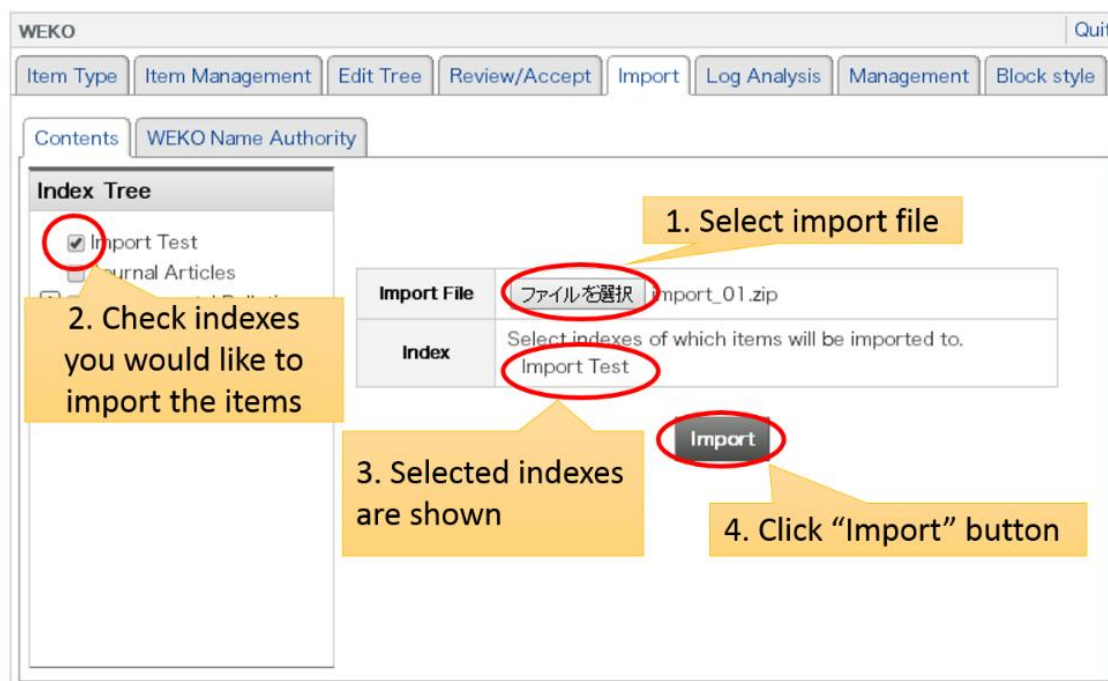 WEKO
Quit
Item Type
Item Management
Edit Tree
Review/Accept
Import
Log Analysis
Management
Block style
Contents
WEKO Name Authority
Index Tree
Import Test
Journal Articles
1. Select import file
Import File
ファイルを選択 import_01.zip
Index
Select indexes of which items will be imported to.
Import Test
2. Check indexes
you would like to
import the items
Import
3. Selected indexes
are shown
4. Click “Import” button